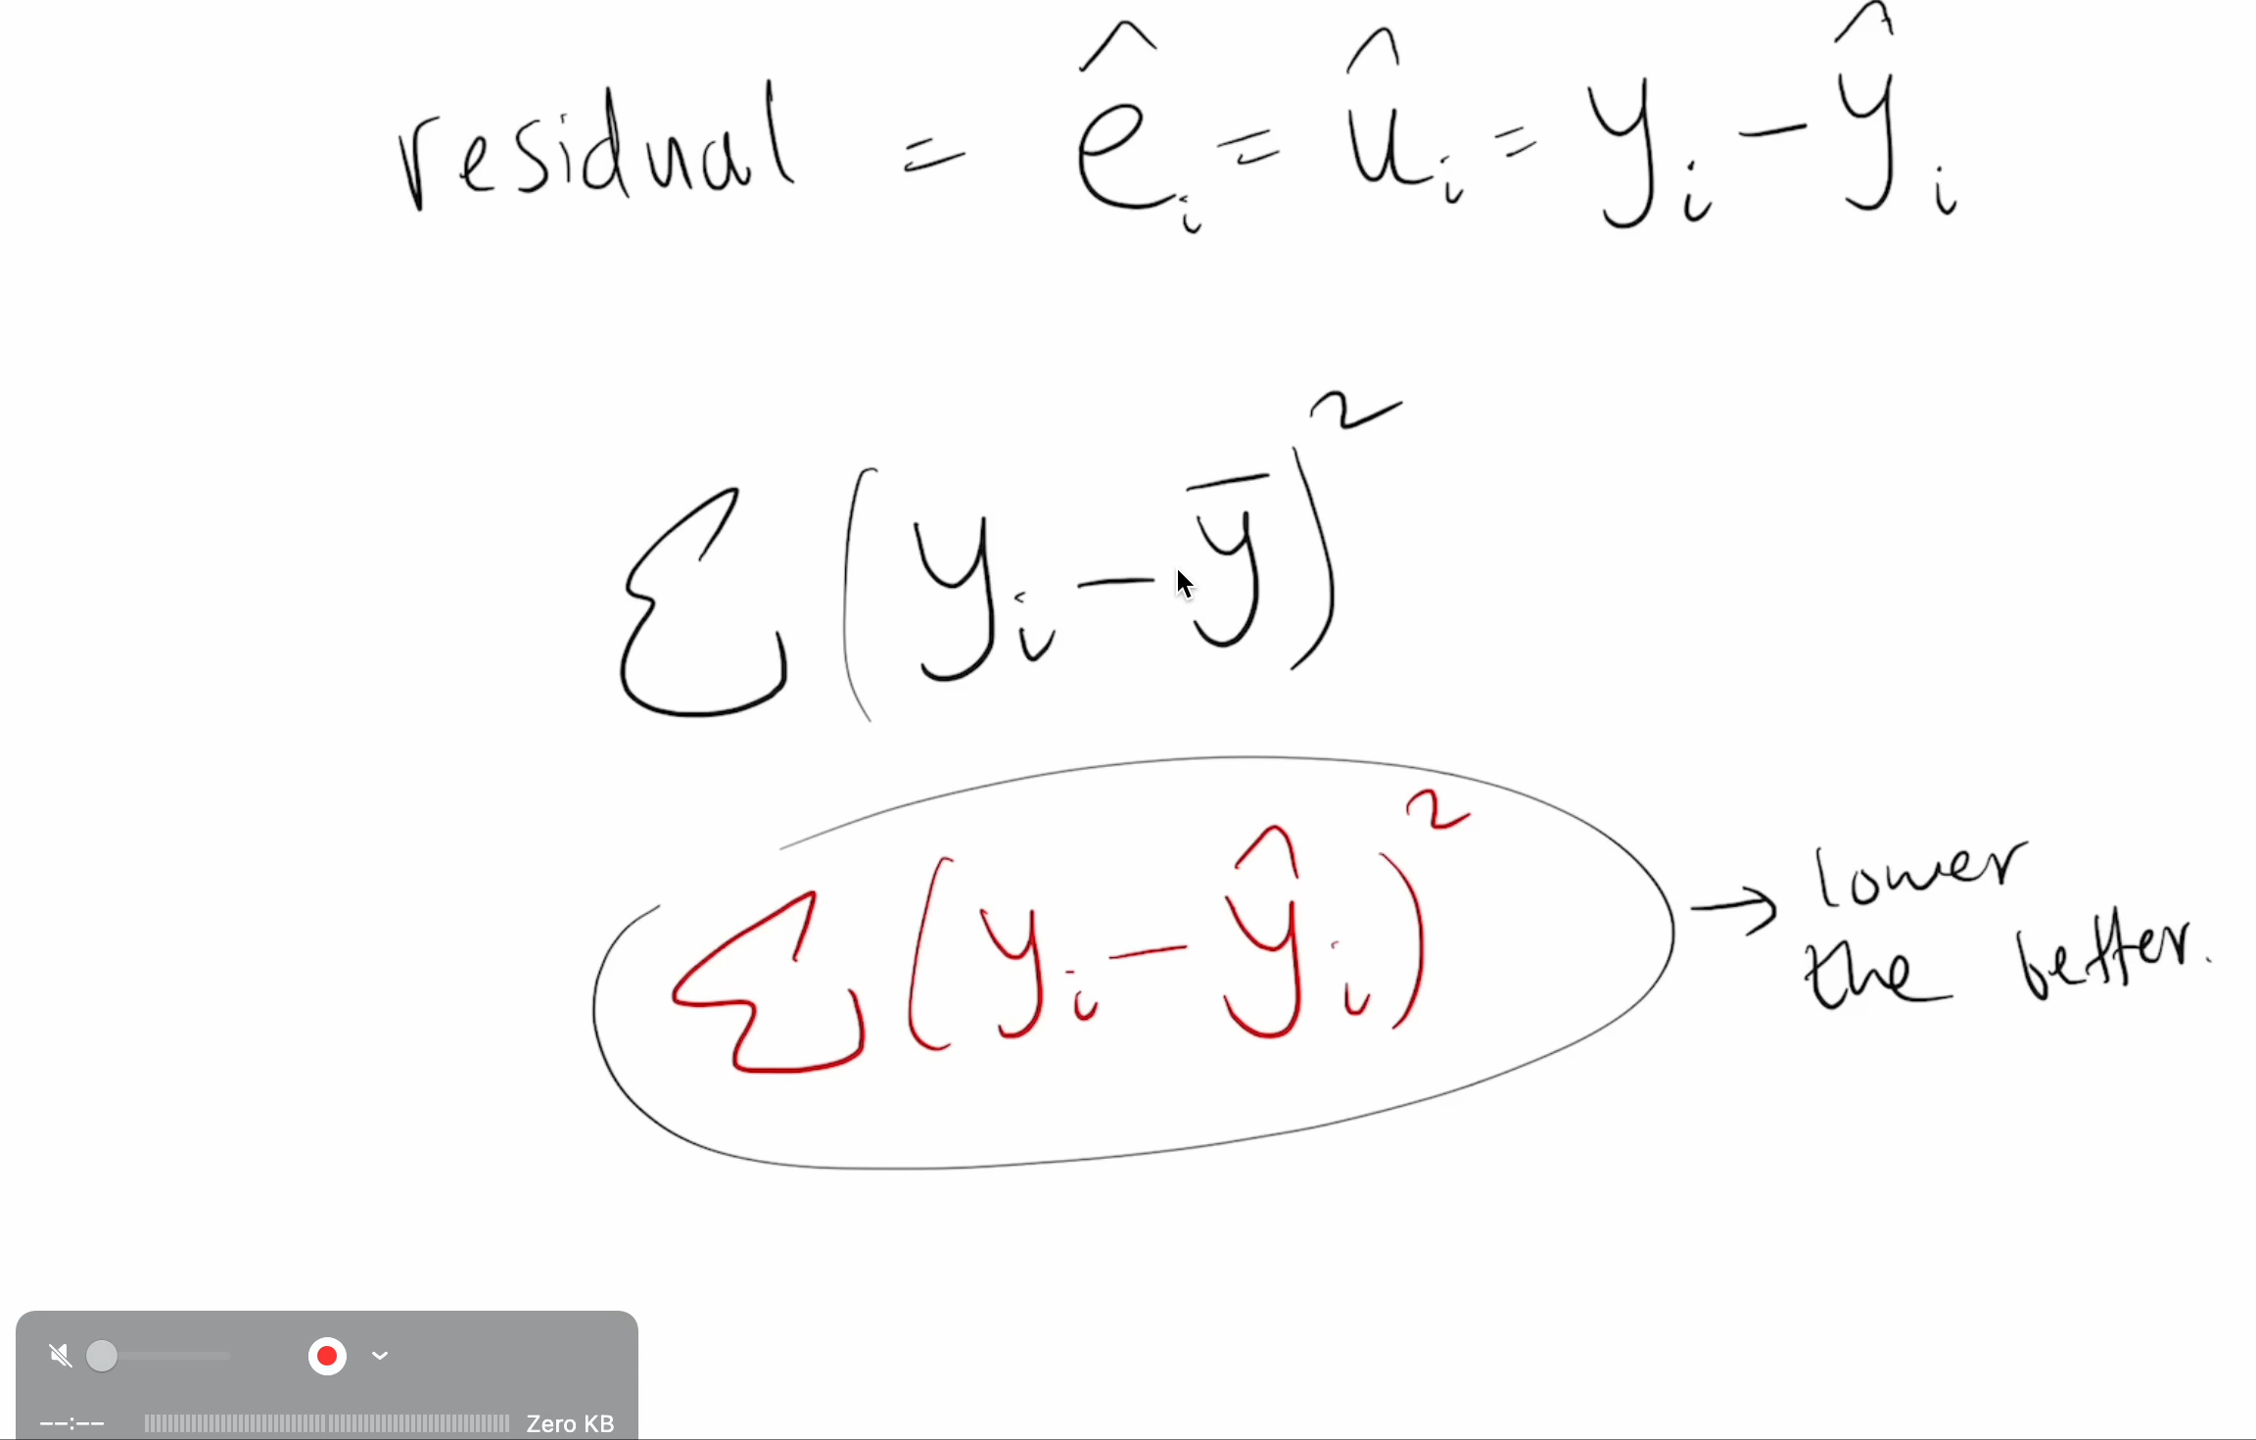 residual = ê_i = û_i = y_i − ŷ_i
Σ (y_i − ȳ)²
Σ (y_i − ŷ_i)² → lower
the better.
--:-- Zero KB